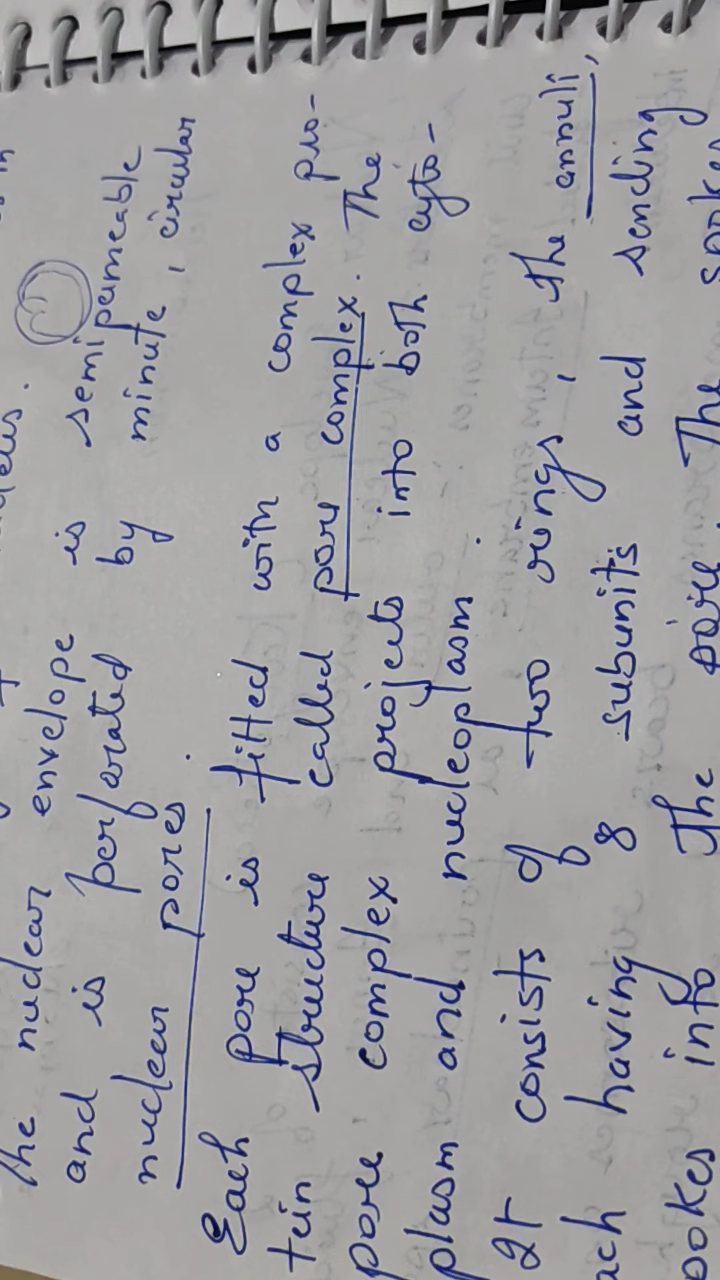 The nuclear envelope is semipermeable
and is perforated by minute, circular
nuclear pores.
Each pore is fitted with a complex pro-
tein structure called pore complex. The
pore complex projects into both cyto-
plasm and nucleoplasm.
It consists of two rings, the annuli,
ach having 8 subunits and sending
ookes into the pore. The spokes